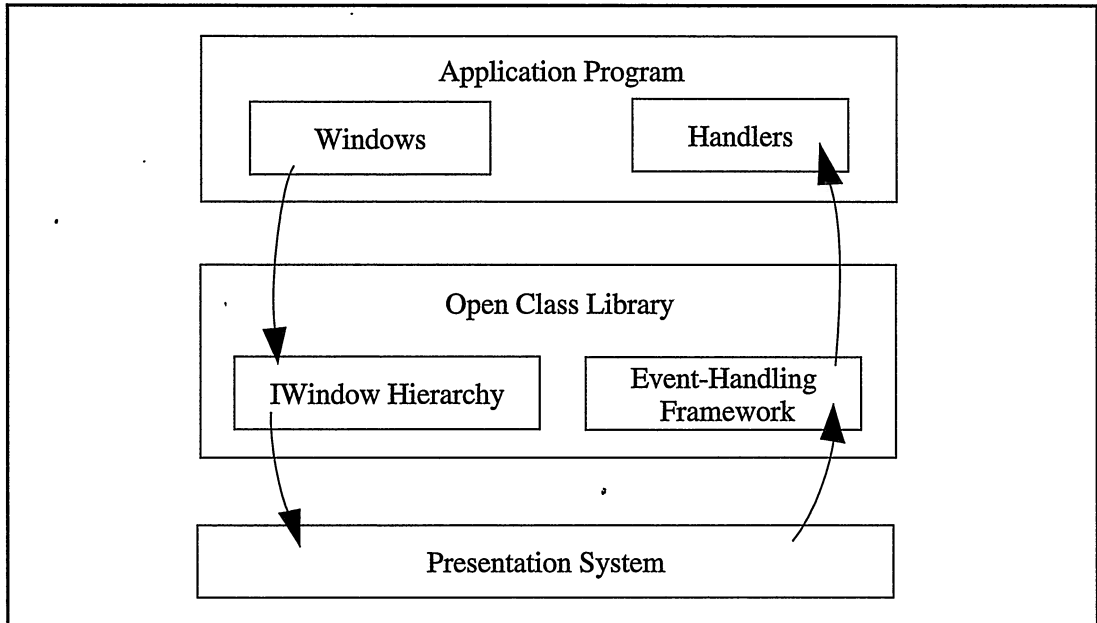 Application Program
Windows
Handlers
Open Class Library
IWindow Hierarchy
Event-Handling
Framework
Presentation System